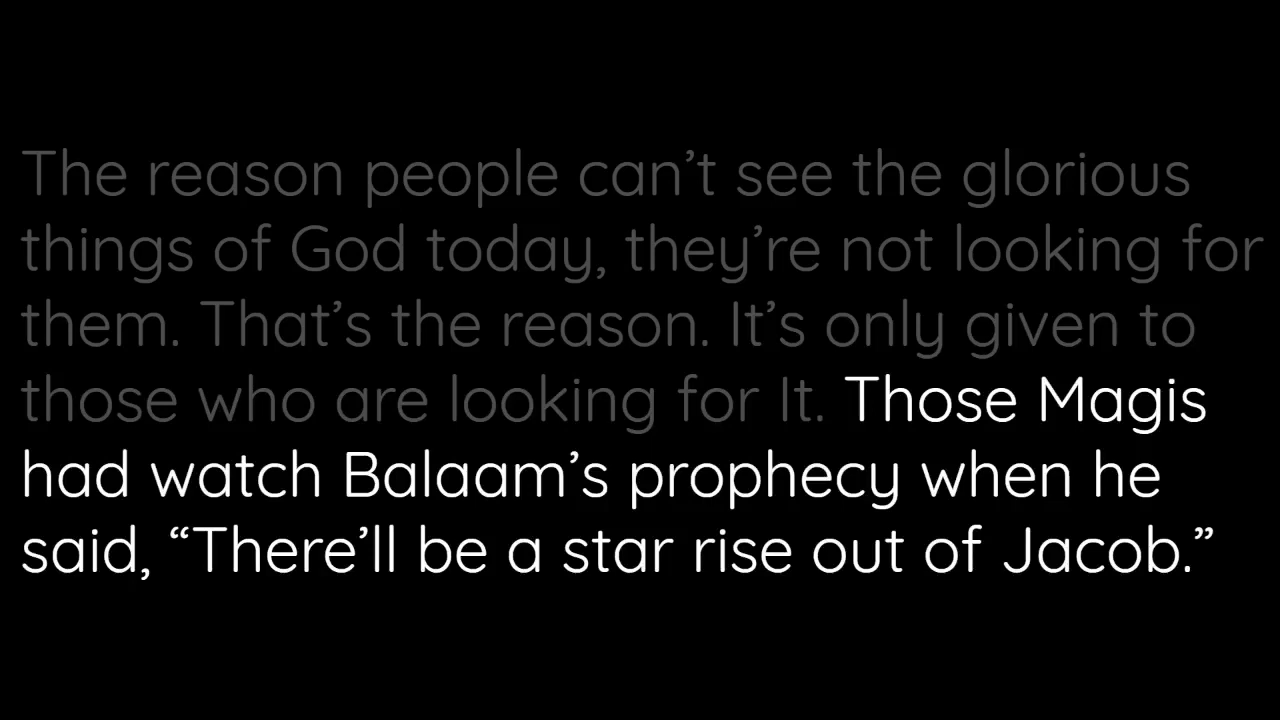 The reason people can’t see the glorious
things of God today, they’re not looking for
them. That’s the reason. It’s only given to
those who are looking for It. Those Magis
had watch Balaam’s prophecy when he
said, “There’ll be a star rise out of Jacob.”